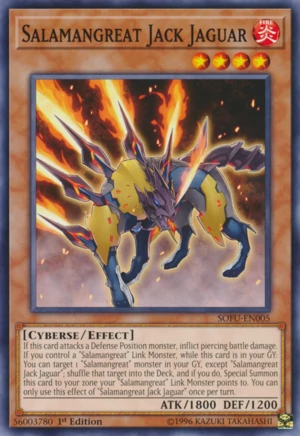 SALAMANGREAT JACK JAGUAR
FIRE
炎
SOFU-EN005
[CYBERSE/EFFECT]
If this card attacks a Defense Position monster, inflict piercing battle damage.
If you control a "Salamangreat" Link Monster, while this card is in your GY:
You can target 1 "Salamangreat" monster in your GY, except "Salamangreat
Jack Jaguar"; shuffle that target into the Deck, and if you do, Special Summon
this card to your zone your "Salamangreat" Link Monster points to. You can
only use this effect of "Salamangreat Jack Jaguar" once per turn.
ATK/1800 DEF/1200
56003780 1st Edition ©1996 KAZUKI TAKAHASHI